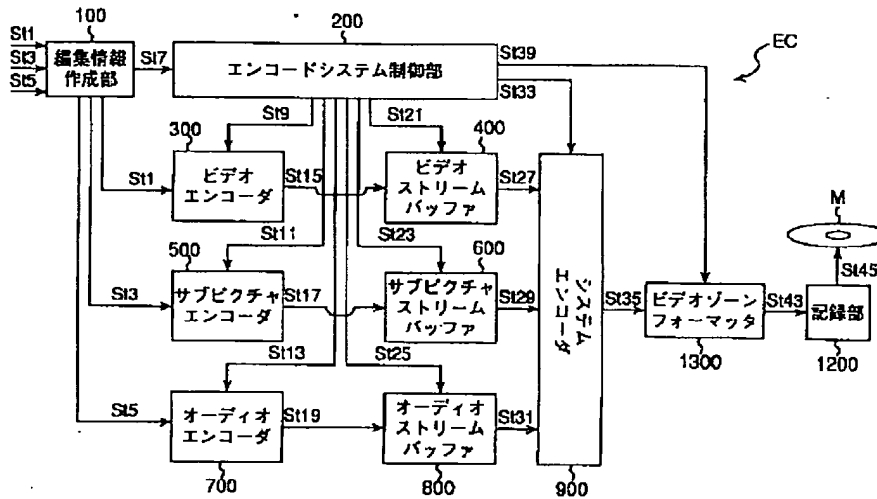 100
200
EC
St1
St3
St5
編集情報
作成部
St7
エンコードシステム制御部
St39
St33
St9
St21
300
400
ビデオ
エンコーダ
St1
St15
ビデオ
ストリーム
バッファ
St27
St11
St23
M
500
600
サブピクチャ
エンコーダ
St3
St17
サブピクチャ
ストリーム
バッファ
St29
システム
エンコーダ
St35
ビデオゾーン
フォーマッタ
St43
St45
記録部
1300
1200
St13
St25
オーディオ
エンコーダ
St5
St19
オーディオ
ストリーム
バッファ
St31
700
800
900